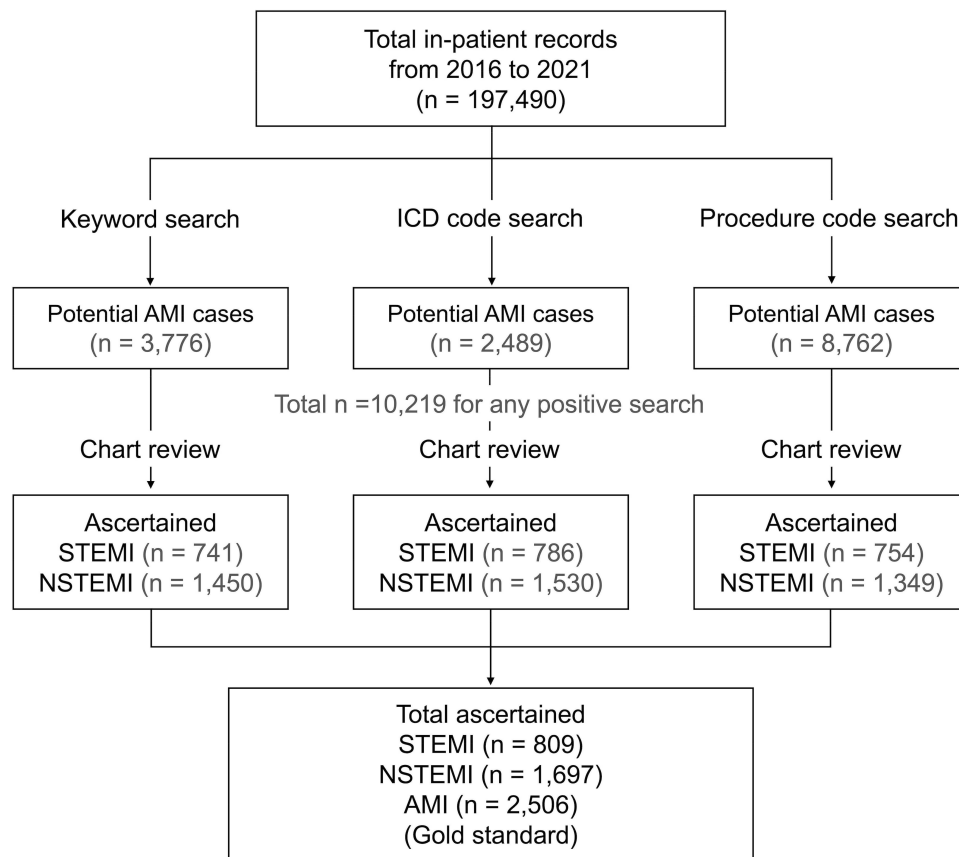 Total in-patient records
from 2016 to 2021
(n = 197,490)
Keyword search
ICD code search
Procedure code search
Potential AMI cases
(n = 3,776)
Potential AMI cases
(n = 2,489)
Potential AMI cases
(n = 8,762)
Total n =10,219 for any positive search
Chart review
Chart review
Chart review
Ascertained
STEMI (n = 741)
NSTEMI (n = 1,450)
Ascertained
STEMI (n = 786)
NSTEMI (n = 1,530)
Ascertained
STEMI (n = 754)
NSTEMI (n = 1,349)
Total ascertained
STEMI (n = 809)
NSTEMI (n = 1,697)
AMI (n = 2,506)
(Gold standard)